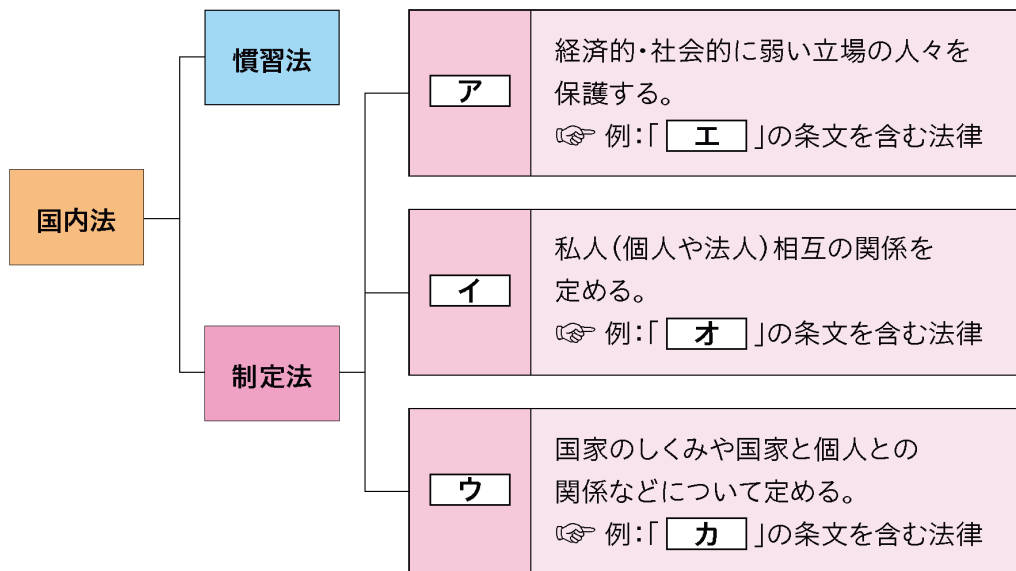 国内法
慣習法
制定法
ア
経済的・社会的に弱い立場の人々を
保護する。
☞ 例：「 エ 」の条文を含む法律
イ
私人（個人や法人）相互の関係を
定める。
☞ 例：「 オ 」の条文を含む法律
ウ
国家のしくみや国家と個人との
関係などについて定める。
☞ 例：「 カ 」の条文を含む法律